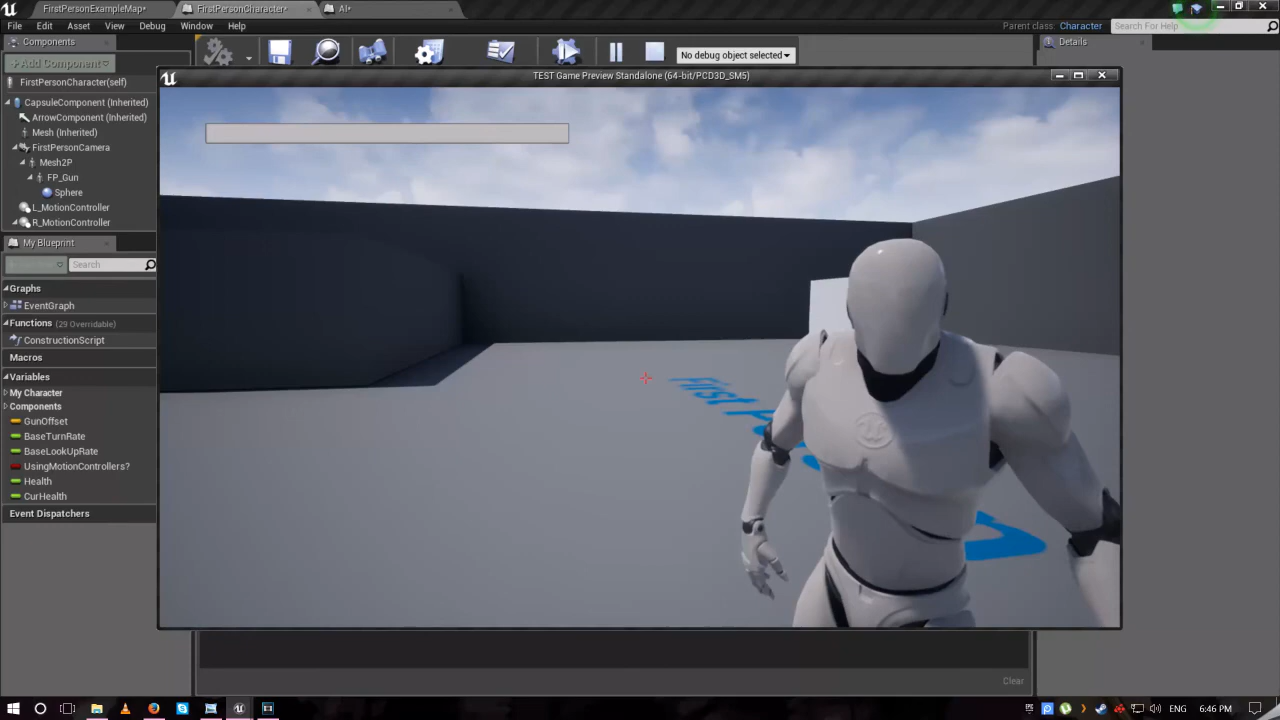 FirstPersonExampleMap*
FirstPersonCharacter*
AI*
File Edit Asset View Debug Window Help
Parent class: Character
Search For Help
Components
Details
+Add Component
No debug object selected
FirstPersonCharacter(self)
TEST Game Preview Standalone (64-bit/PCD3D_SM5)
CapsuleComponent (Inherited)
ArrowComponent (Inherited)
Mesh (Inherited)
FirstPersonCamera
Mesh2P
FP_Gun
Sphere
L_MotionController
R_MotionController
My Blueprint
Search
Graphs
EventGraph
Functions (29 Overridable)
ConstructionScript
Macros
Variables
My Character
Components
GunOffset
BaseTurnRate
BaseLookUpRate
UsingMotionControllers?
Health
CurHealth
Event Dispatchers
First
Clear
ENG 6:46 PM